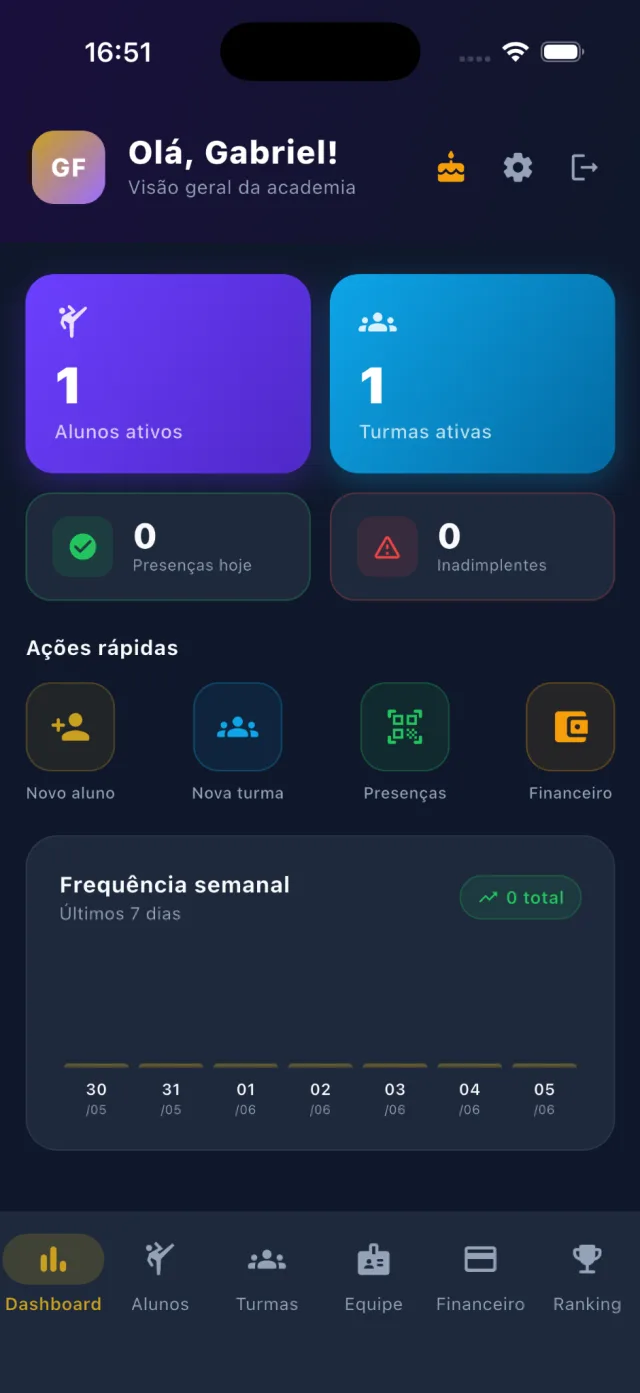 16:51
GF
Olá, Gabriel!
Visão geral da academia
1
Alunos ativos
1
Turmas ativas
0
Presenças hoje
0
Inadimplentes
Ações rápidas
Novo aluno
Nova turma
Presenças
Financeiro
Frequência semanal
Últimos 7 dias
0 total
30 31 01 02 03 04 05
/05 /05 /06 /06 /06 /06 /06
Dashboard Alunos Turmas Equipe Financeiro Ranking